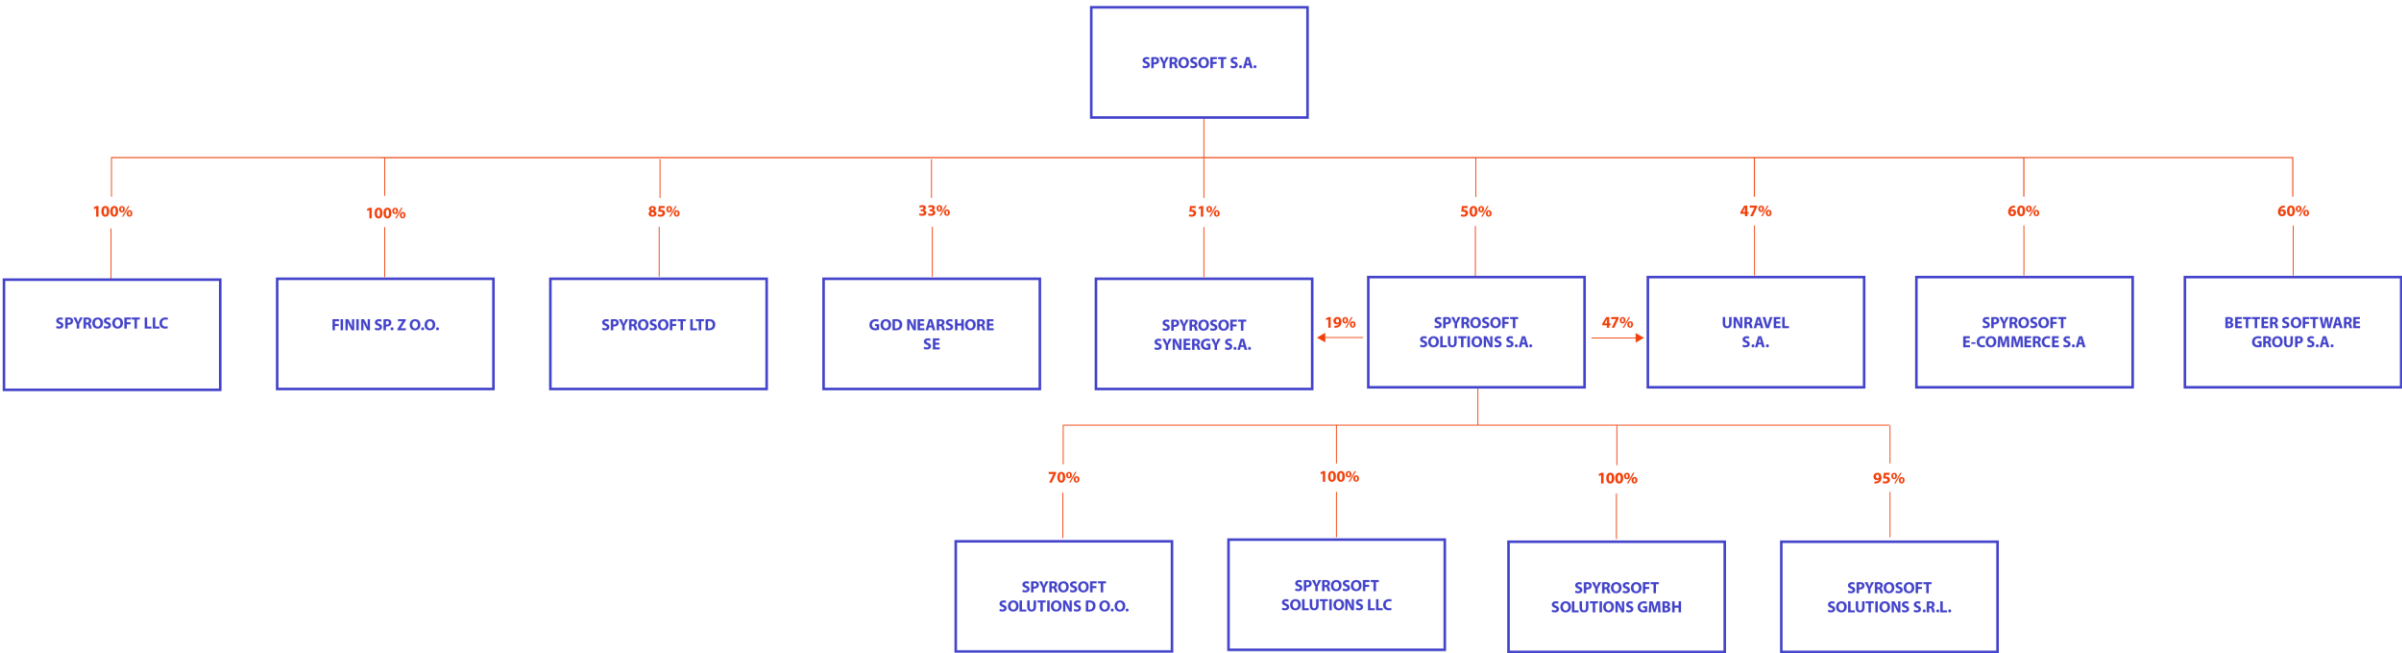 SPYROSOFT S.A.
100%
100%
85%
33%
51%
50%
47%
60%
60%
SPYROSOFT LLC
FININ SP. Z O.O.
SPYROSOFT LTD
GOD NEARSHORE
SE
SPYROSOFT
SYNERGY S.A.
19%
SPYROSOFT
SOLUTIONS S.A.
47%
UNRAVEL
S.A.
SPYROSOFT
E-COMMERCE S.A
BETTER SOFTWARE
GROUP S.A.
70%
100%
100%
95%
SPYROSOFT
SOLUTIONS D O.O.
SPYROSOFT
SOLUTIONS LLC
SPYROSOFT
SOLUTIONS GMBH
SPYROSOFT
SOLUTIONS S.R.L.